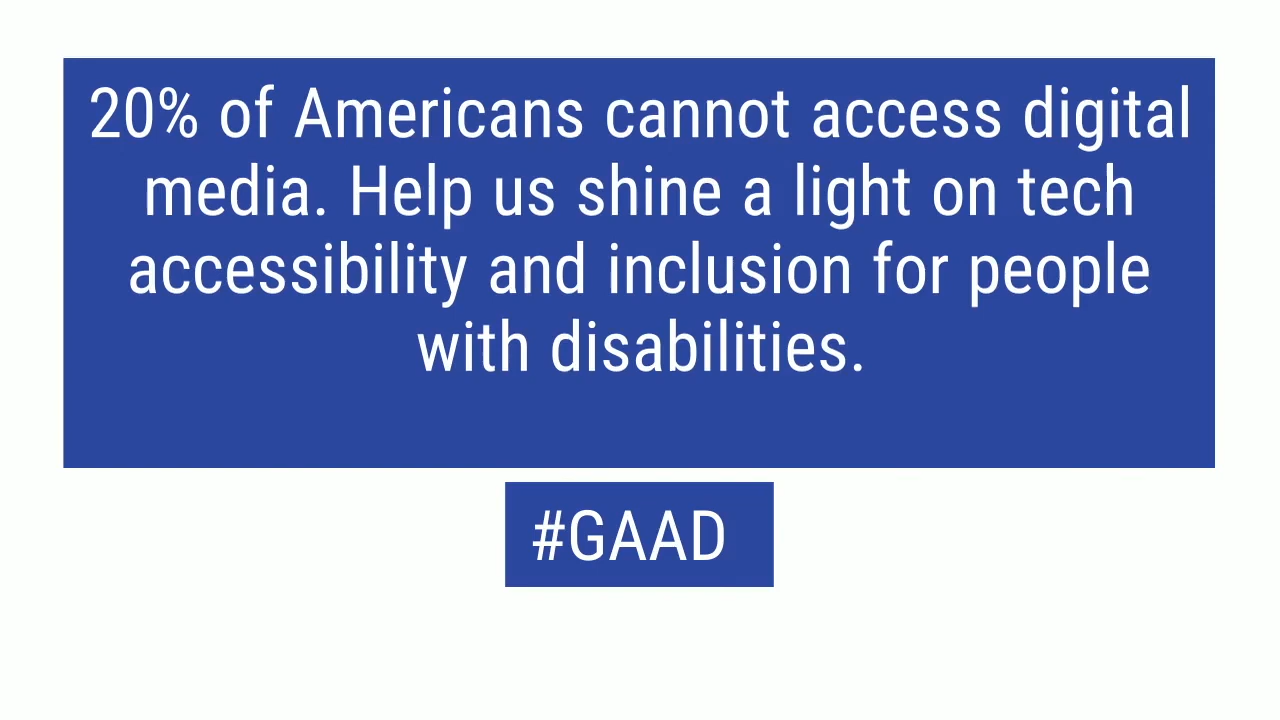 20% of Americans cannot access digital
media. Help us shine a light on tech
accessibility and inclusion for people
with disabilities.
#GAAD